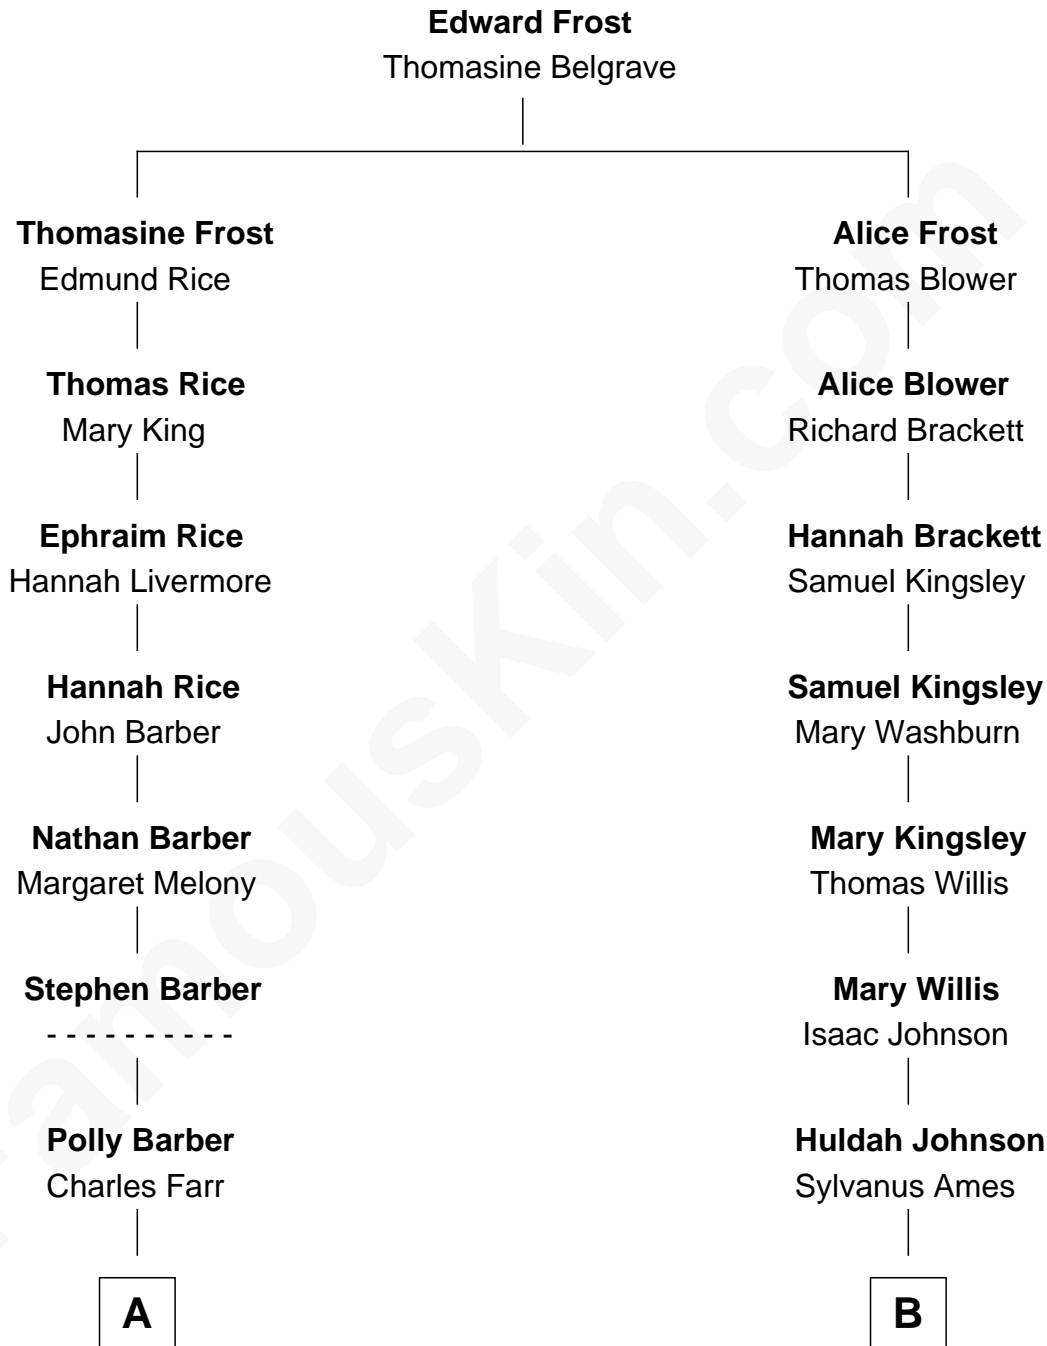 Edward Frost
Thomasine Belgrave
Thomasine Frost
Edmund Rice
Alice Frost
Thomas Blower
Thomas Rice
Mary King
Alice Blower
Richard Brackett
Ephraim Rice
Hannah Livermore
Hannah Brackett
Samuel Kingsley
Hannah Rice
John Barber
Samuel Kingsley
Mary Washburn
Nathan Barber
Margaret Melony
Mary Kingsley
Thomas Willis
Stephen Barber
- - - - - - - - - -
Mary Willis
Isaac Johnson
Polly Barber
Charles Farr
Huldah Johnson
Sylvanus Ames
A
B
FamousKin.com